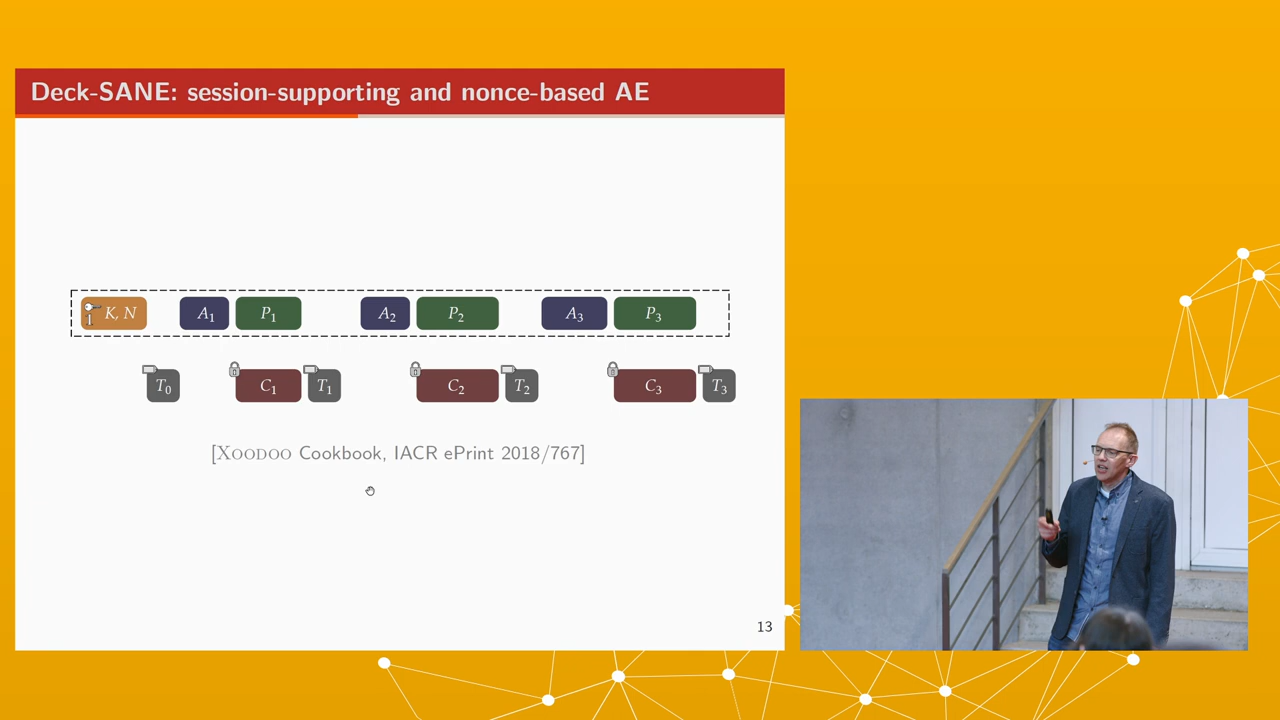 Deck-SANE: session-supporting and nonce-based AE
K, N A₁ P₁ A₂ P₂ A₃ P₃
T₀ C₁ T₁ C₂ T₂ C₃ T₃
[Xoodoo Cookbook, IACR ePrint 2018/767]
13